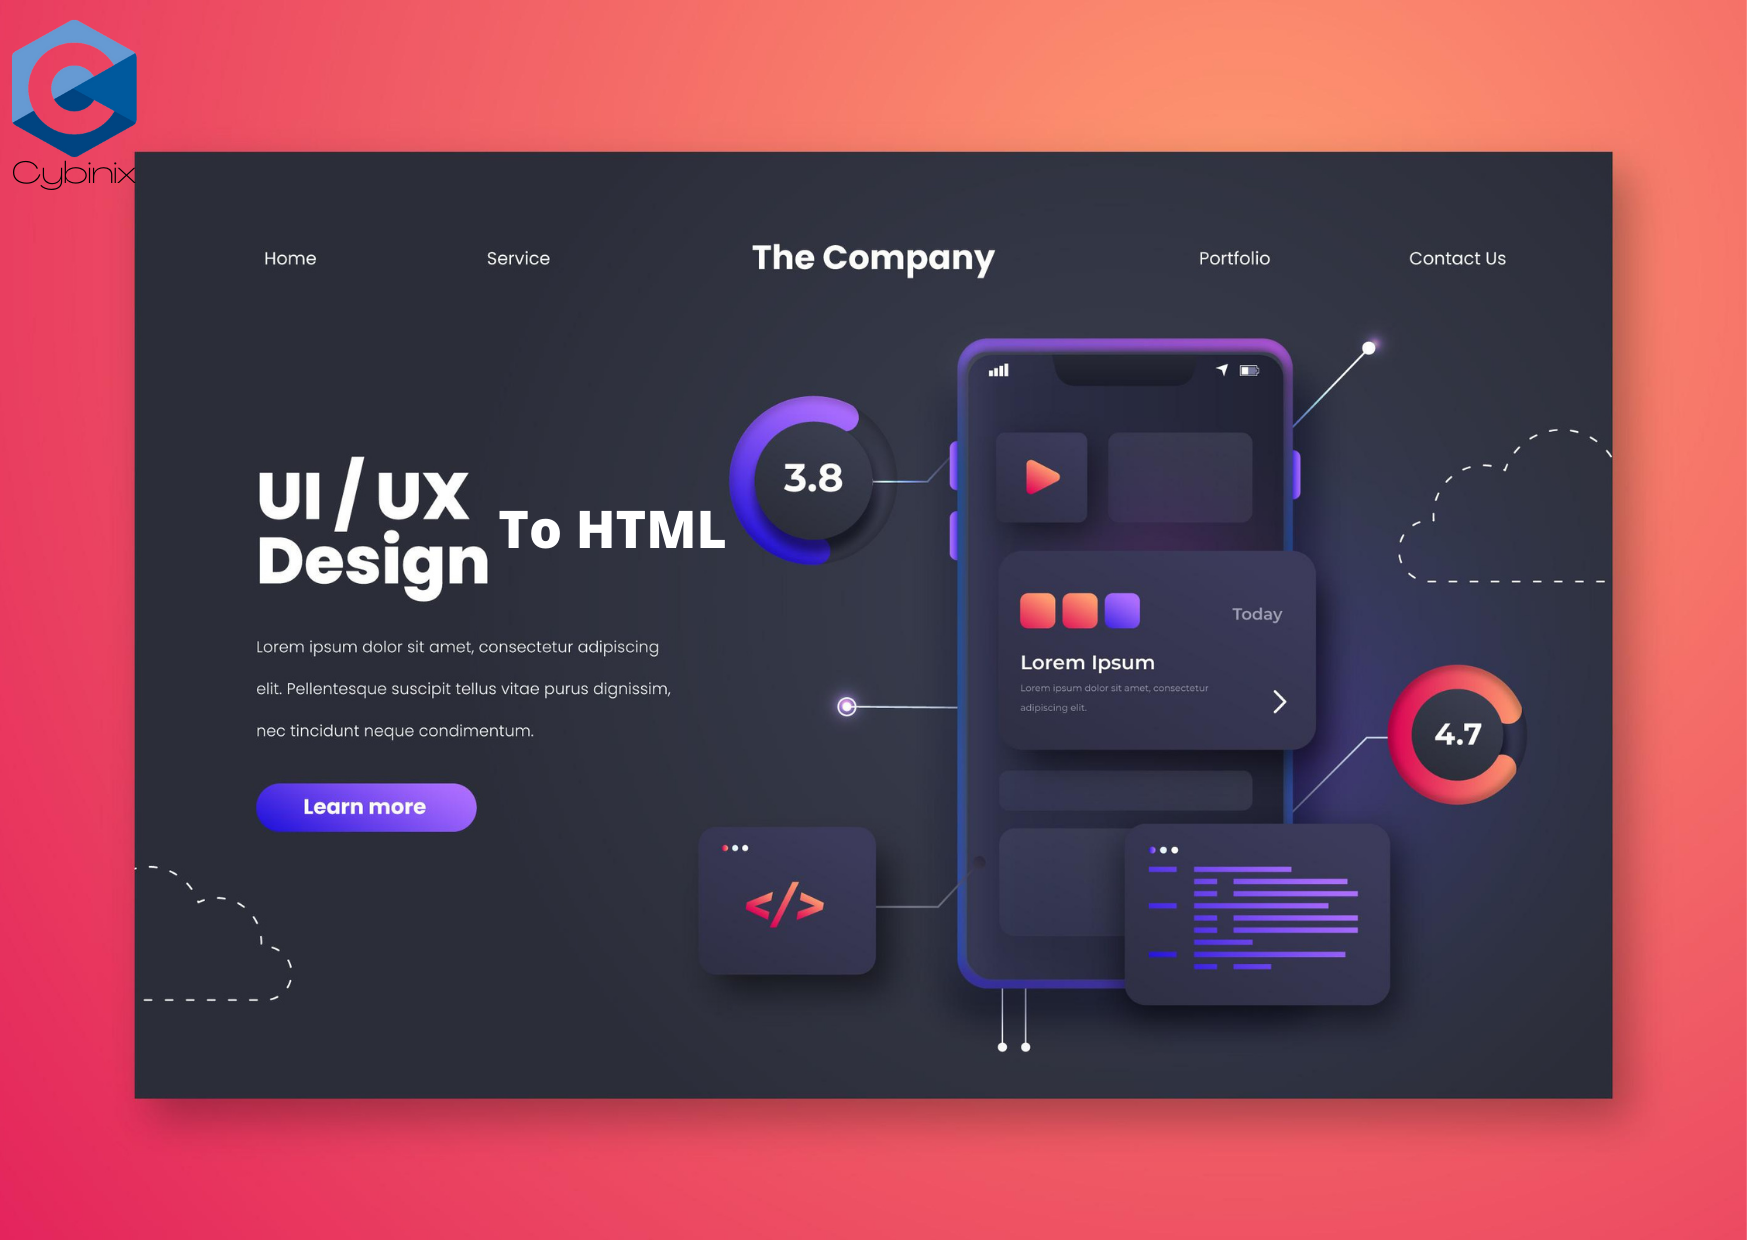 Cybinix
Home Service The Company Portfolio Contact Us
UI / UX
Design To HTML
Lorem ipsum dolor sit amet, consectetur adipiscing
elit. Pellentesque suscipit tellus vitae purus dignissim,
nec tincidunt neque condimentum.
Learn more
3.8
Today
Lorem Ipsum
Lorem ipsum dolor sit amet, consectetur
adipiscing elit.
4.7
</>